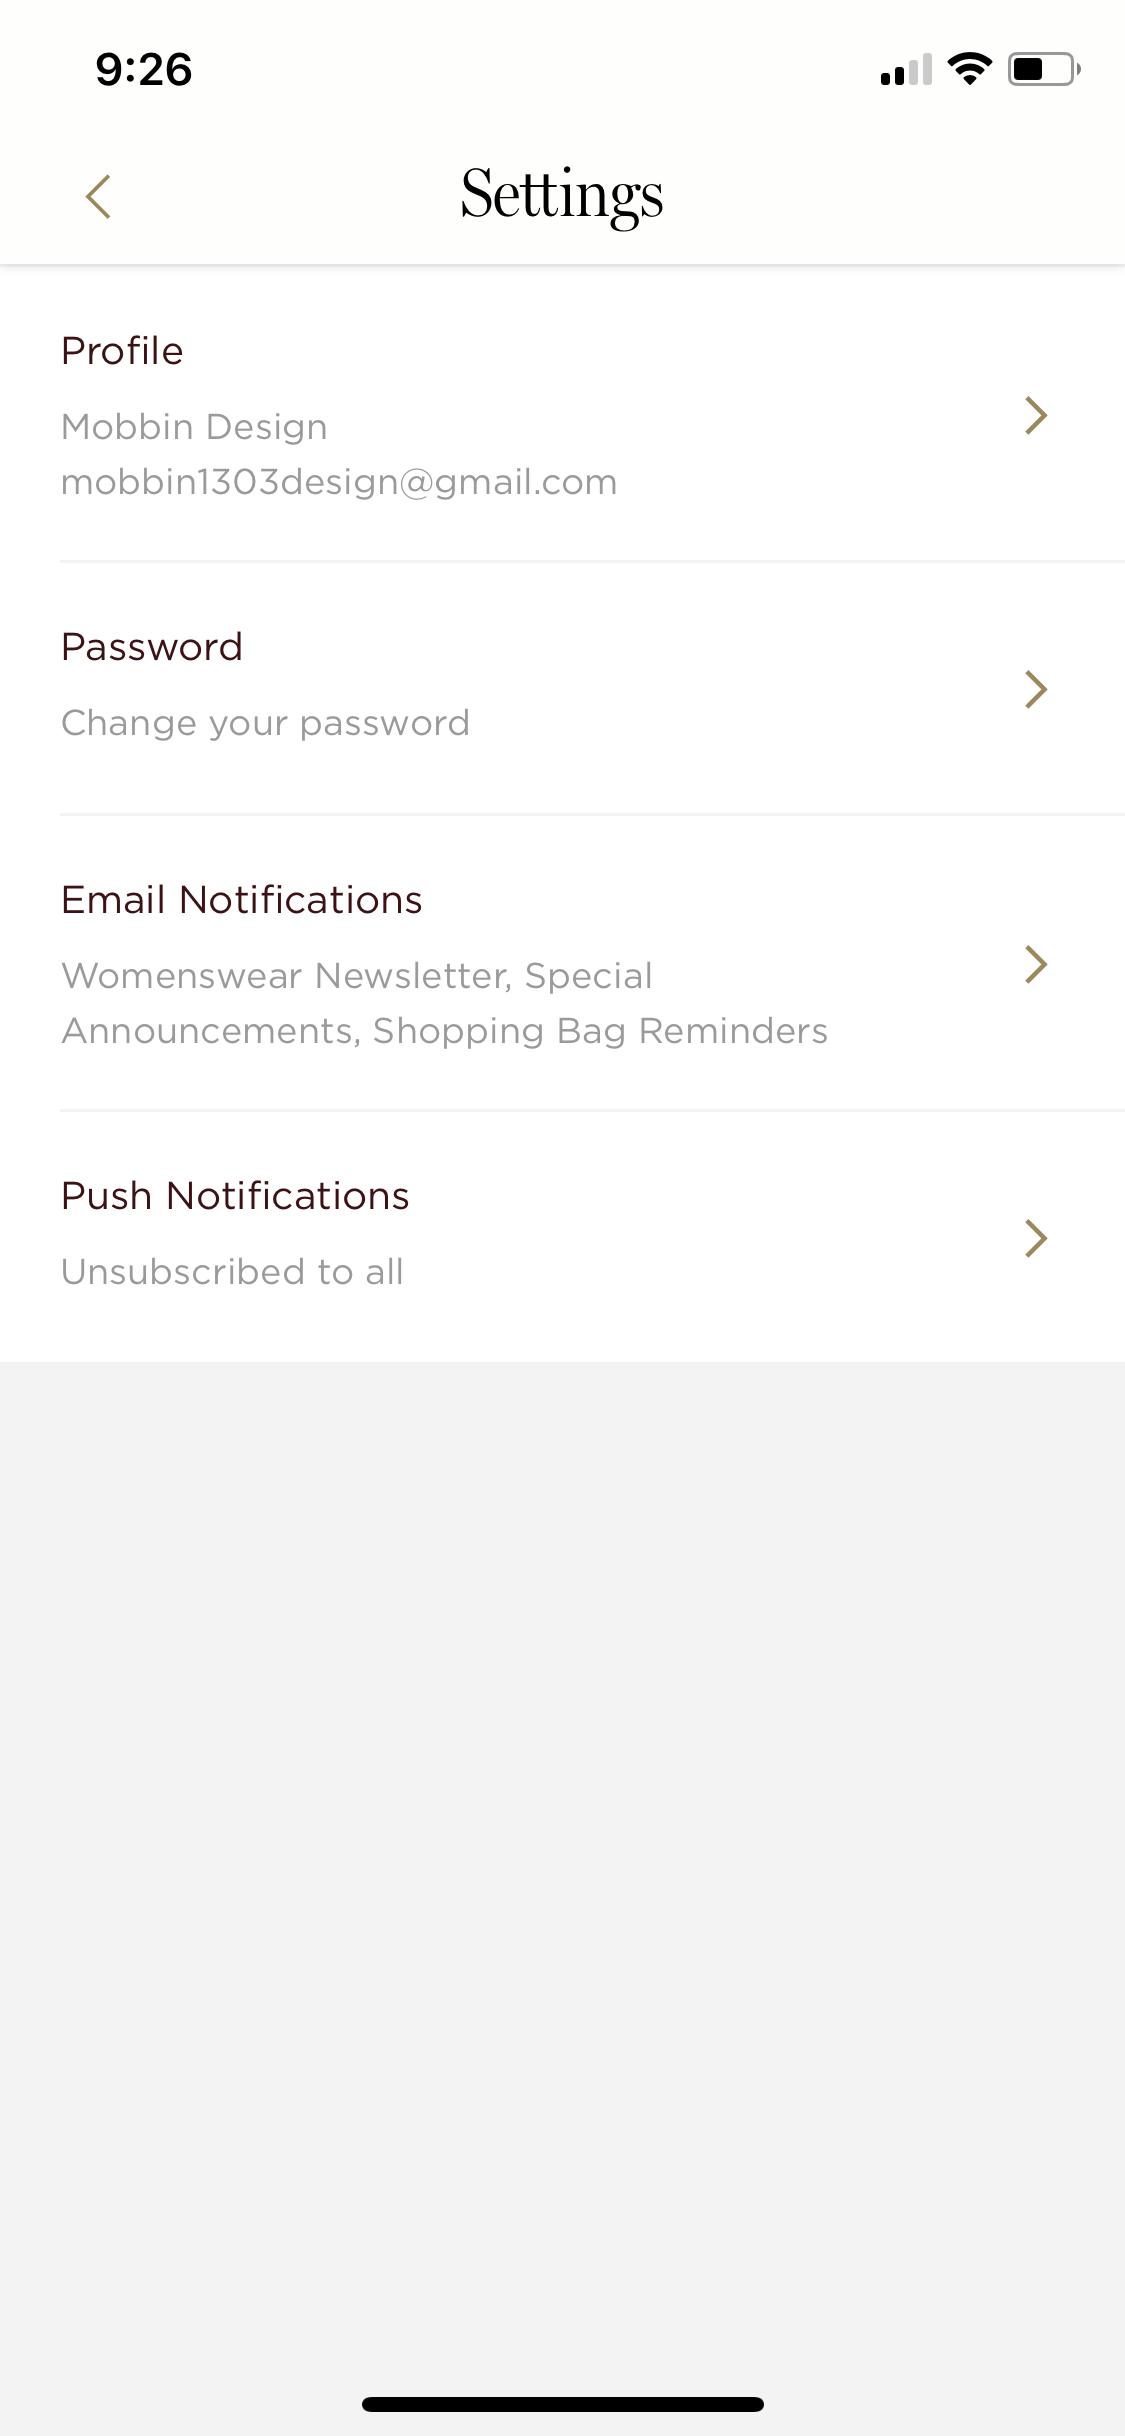 9:26
Settings
Profile
Mobbin Design
mobbin1303design@gmail.com
Password
Change your password
Email Notifications
Womenswear Newsletter, Special
Announcements, Shopping Bag Reminders
Push Notifications
Unsubscribed to all